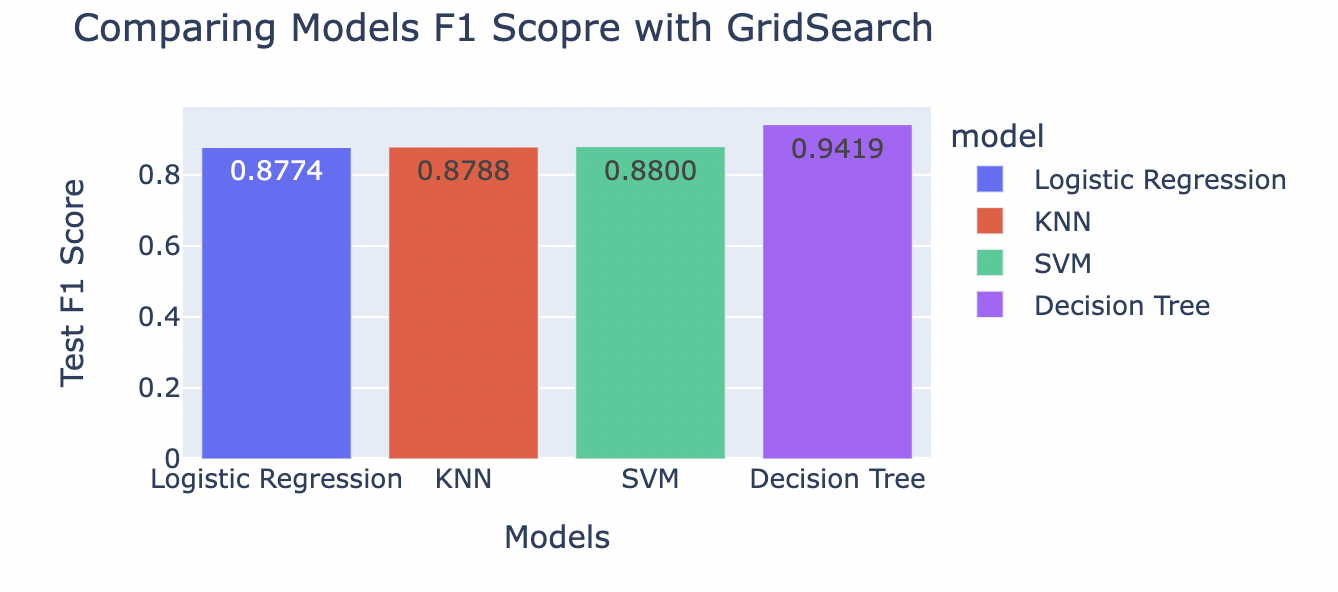 Comparing Models F1 Scopre with GridSearch
Test F1 Score
0.8
0.6
0.4
0.2
0
0.8774
0.8788
0.8800
0.9419
Logistic Regression
KNN
SVM
Decision Tree
Models
model
Logistic Regression
KNN
SVM
Decision Tree